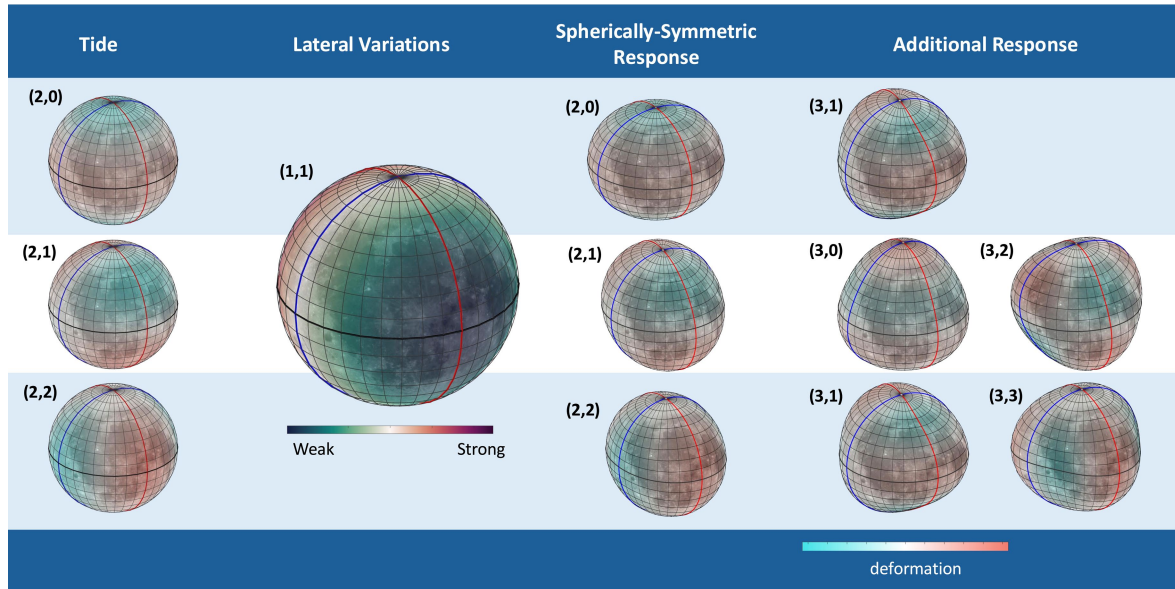 Tide
Lateral Variations
Spherically-Symmetric
Response
Additional Response
(2,0)
(2,0)
(3,1)
(1,1)
(2,1)
(2,1)
(3,0)
(3,2)
(2,2)
(2,2)
(3,1)
(3,3)
Weak
Strong
deformation